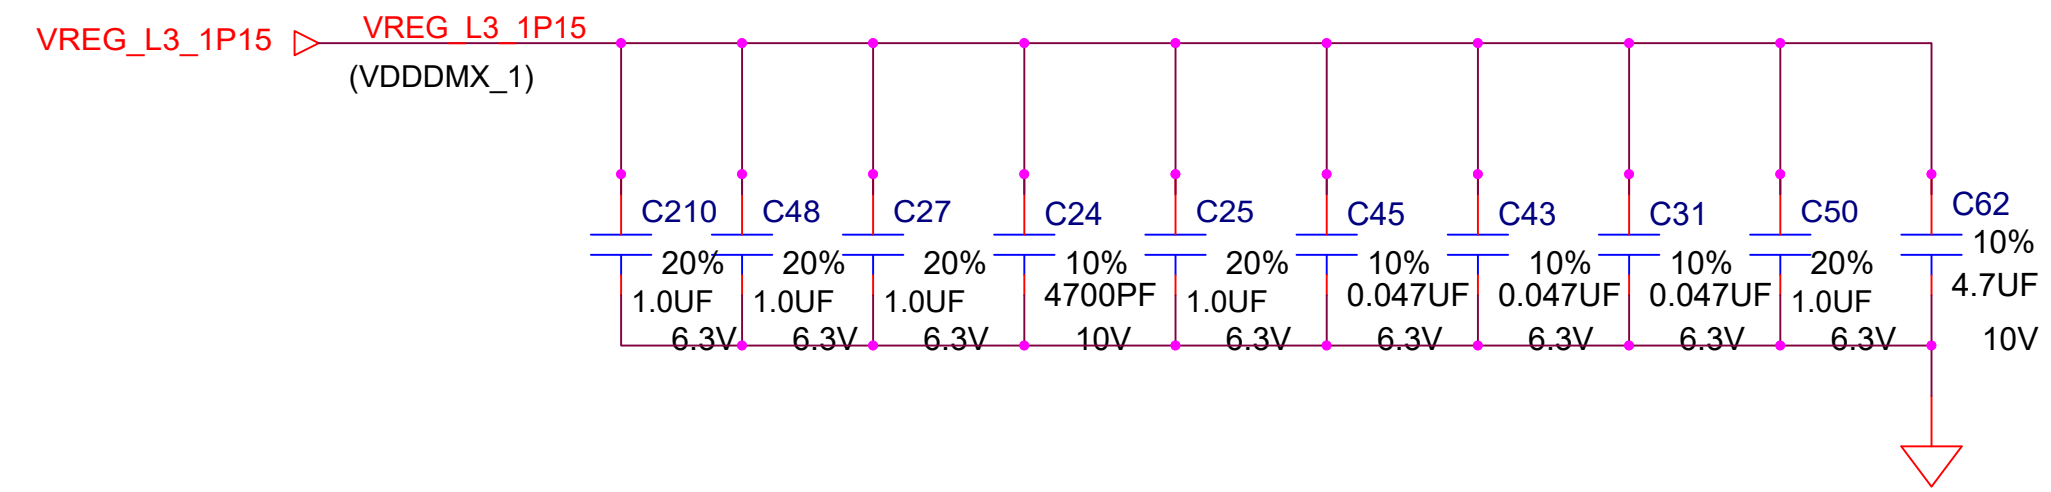 VREG_L3_1P15 VREG_L3_1P15
(VDDDMX_1)
C210 C48 C27 C24 C25 C45 C43 C31 C50 C62
20% 20% 20% 10% 20% 10% 10% 10% 20% 10%
1.0UF 1.0UF 1.0UF 4700PF 1.0UF 0.047UF 0.047UF 0.047UF 1.0UF 4.7UF
6.3V 6.3V 6.3V 10V 6.3V 6.3V 6.3V 6.3V 6.3V 10V